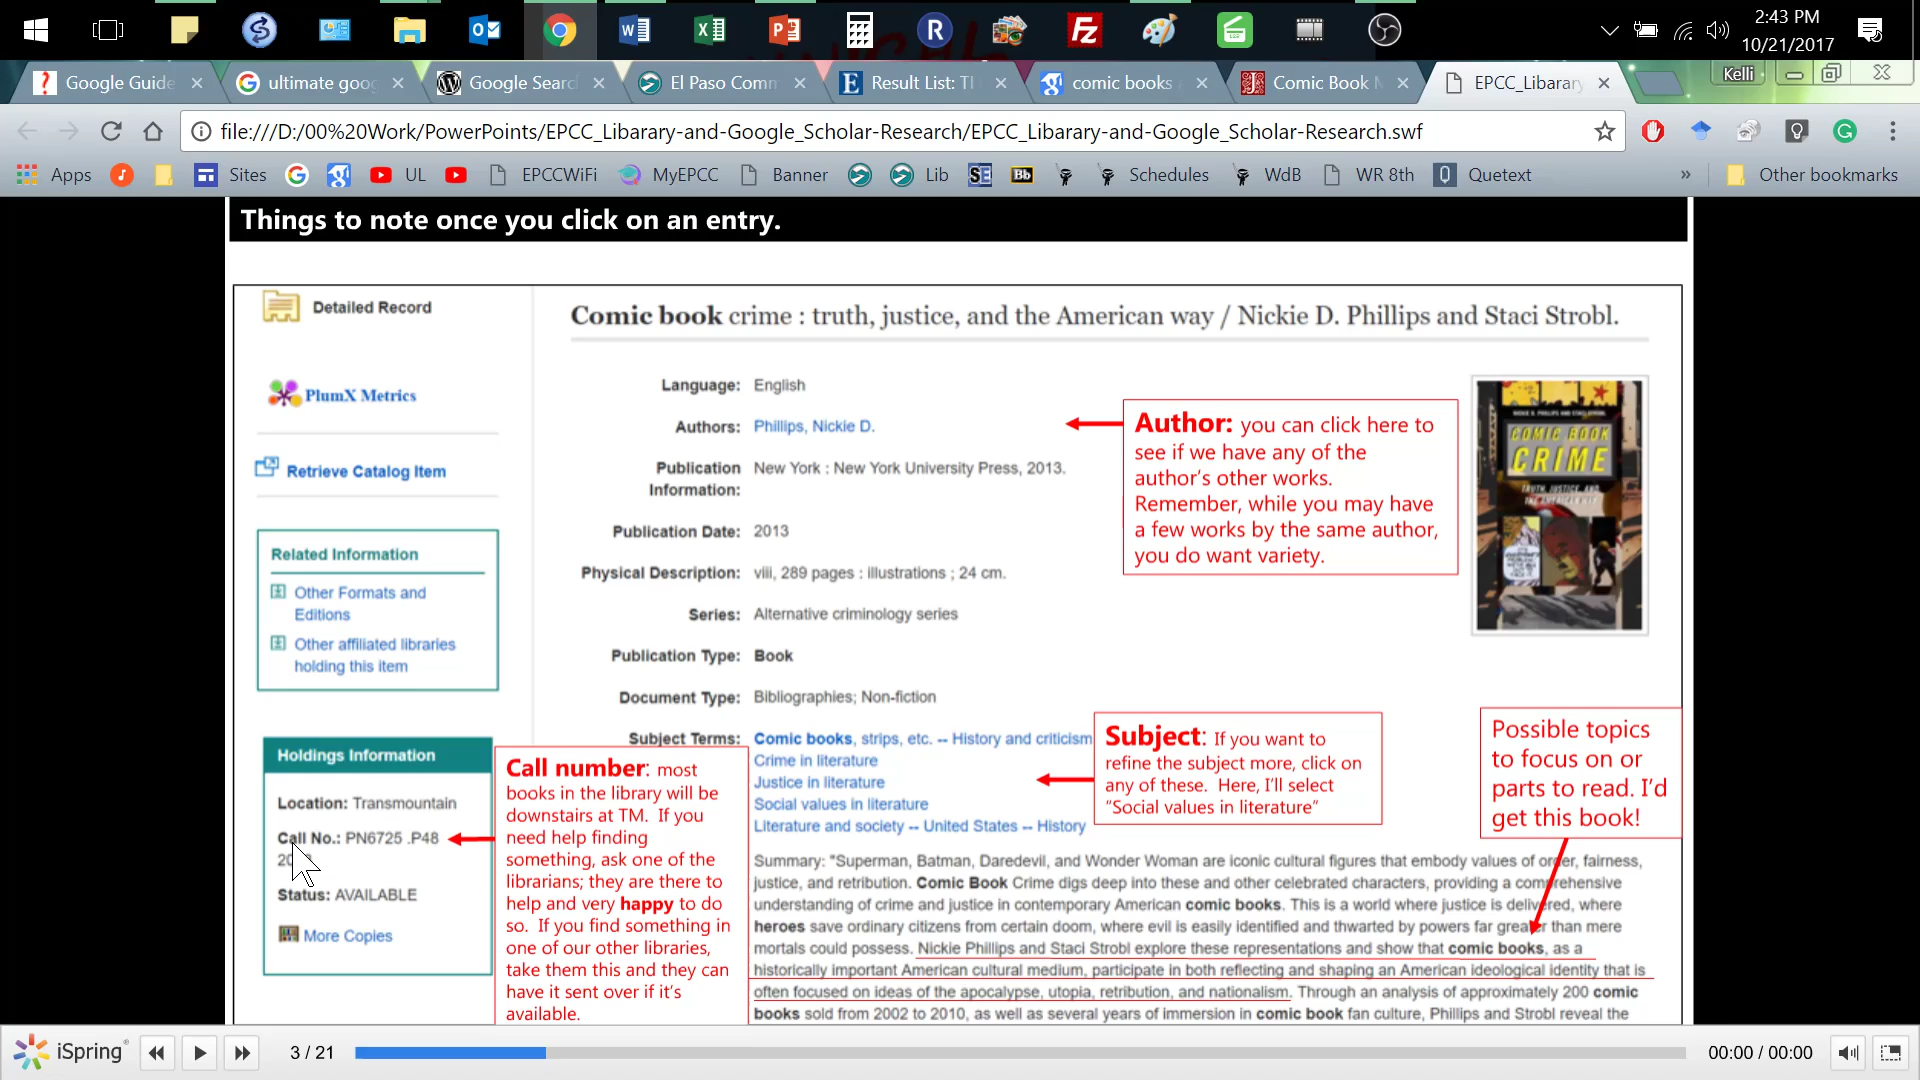 2:43 PM
10/21/2017
Google Guide
ultimate goo
Google Searc
El Paso Comm
Result List: Tl
comic books
Comic Book M
EPCC_Libarary
Kelli
file:///D:/00%20Work/PowerPoints/EPCC_Libarary-and-Google_Scholar-Research/EPCC_Libarary-and-Google_Scholar-Research.swf
Apps
Sites
UL
EPCCWiFi
MyEPCC
Banner
Lib
Schedules
WdB
WR 8th
Quetext
»
Other bookmarks
Things to note once you click on an entry.
Detailed Record
PlumX Metrics
Retrieve Catalog Item
Related Information
Other Formats and
Editions
Other affiliated libraries
holding this item
Holdings Information
Location: Transmountain
Call No.: PN6725 .P48
Status: AVAILABLE
More Copies
Call number: most
books in the library will be
downstairs at TM. If you
need help finding
something, ask one of the
librarians; they are there to
help and very happy to do
so. If you find something in
one of our other libraries,
take them this and they can
have it sent over if it's
available.
Comic book crime : truth, justice, and the American way / Nickie D. Phillips and Staci Strobl.
Language: English
Authors: Phillips, Nickie D.
Publication Information: New York : New York University Press, 2013.
Publication Date: 2013
Physical Description: viii, 289 pages : illustrations ; 24 cm.
Series: Alternative criminology series
Publication Type: Book
Document Type: Bibliographies; Non-fiction
Subject Terms: Comic books, strips, etc. -- History and criticism
Crime in literature
Justice in literature
Social values in literature
Literature and society -- United States -- History
Summary: "Superman, Batman, Daredevil, and Wonder Woman are iconic cultural figures that embody values of order, fairness,
justice, and retribution. Comic Book Crime digs deep into these and other celebrated characters, providing a comprehensive
understanding of crime and justice in contemporary American comic books. This is a world where justice is delivered, where
heroes save ordinary citizens from certain doom, where evil is easily identified and thwarted by powers far greater than mere
mortals could possess. Nickie Phillips and Staci Strobl explore these representations and show that comic books, as a
historically important American cultural medium, participate in both reflecting and shaping an American ideological identity that is
often focused on ideas of the apocalypse, utopia, retribution, and nationalism. Through an analysis of approximately 200 comic
books sold from 2002 to 2010, as well as several years of immersion in comic book fan culture, Phillips and Strobl reveal the
Author: you can click here to
see if we have any of the
author's other works.
Remember, while you may have
a few works by the same author,
you do want variety.
COMIC BOOK
CRIME
Subject: If you want to
refine the subject more, click on
any of these. Here, I'll select
"Social values in literature"
Possible topics
to focus on or
parts to read. I'd
get this book!
iSpring
3 / 21
00:00 / 00:00